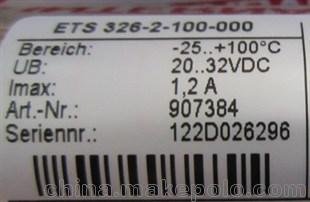 ETS 326-2-100-000
Bereich: -25..+100°C
UB: 20..32VDC
Imax: 1,2 A
Art.-Nr.: 907384
Seriennr.: 122D026296
china.makepolo.com